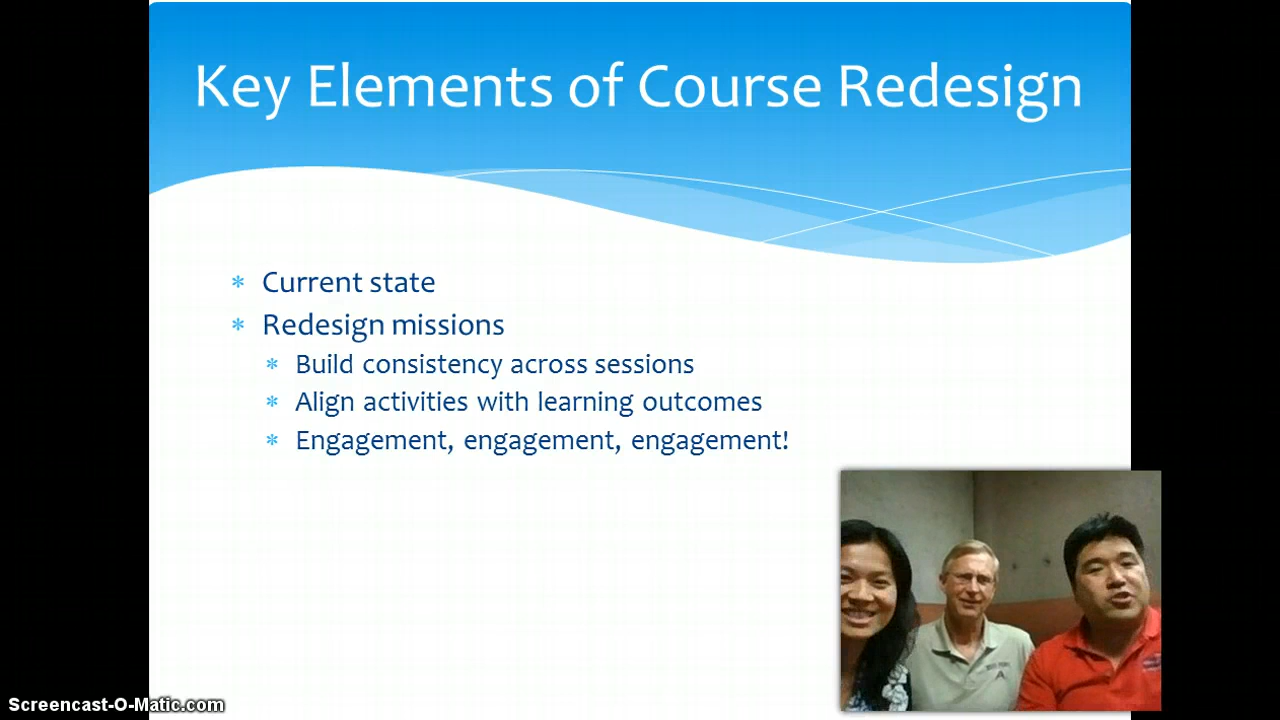 Key Elements of Course Redesign
* Current state
* Redesign missions
* Build consistency across sessions
* Align activities with learning outcomes
* Engagement, engagement, engagement!
Screencast-O-Matic.com